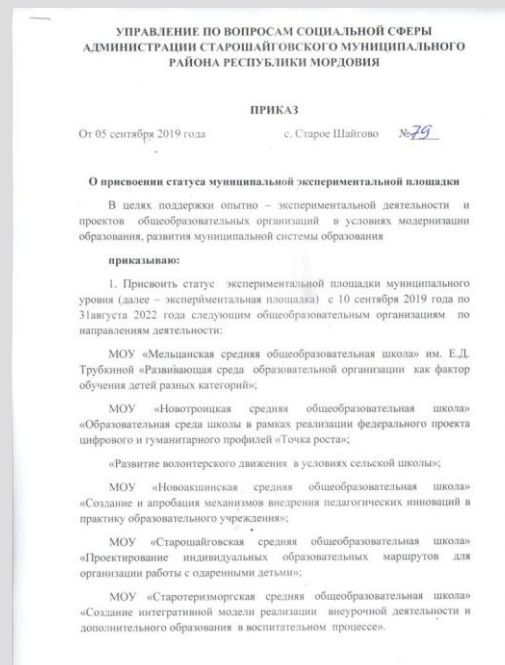 УПРАВЛЕНИЕ ПО ВОПРОСАМ СОЦИАЛЬНОЙ СФЕРЫ
АДМИНИСТРАЦИИ СТАРОШАЙГОВСКОГО МУНИЦИПАЛЬНОГО
РАЙОНА РЕСПУБЛИКИ МОРДОВИЯ
ПРИКАЗ
От 05 сентября 2019 года с. Старое Шайгово №79
О присвоении статуса муниципальной экспериментальной площадки
В целях поддержки опытно – экспериментальной деятельности и
проектов общеобразовательных организаций в условиях модернизации
образования, развития муниципальной системы образования
приказываю:
1. Присвоить статус экспериментальной площадки муниципального
уровня (далее – экспериментальная площадка) с 10 сентября 2019 года по
31августа 2022 года следующим общеобразовательным организациям по
направлениям деятельности:
МОУ «Мельцанская средняя общеобразовательная школа» им. Е.Д.
Трубкиной «Развивающая среда образовательной организации как фактор
обучения детей разных категорий»;
МОУ «Новотроицкая средняя общеобразовательная школа»
«Образовательная среда школы в рамках реализации федерального проекта
цифрового и гуманитарного профилей «Точка роста»;
«Развитие волонтерского движения в условиях сельской школы»;
МОУ «Новоакшинская средняя общеобразовательная школа»
«Создание и апробация механизмов внедрения педагогических инноваций в
практику образовательного учреждения»;
МОУ «Старошайговская средняя общеобразовательная школа»
«Проектирование индивидуальных образовательных маршрутов для
организации работы с одаренными детьми»;
МОУ «Старотеризморгская средняя общеобразовательная школа»
«Создание интегративной модели реализации внеурочной деятельности и
дополнительного образования в воспитательном процессе».